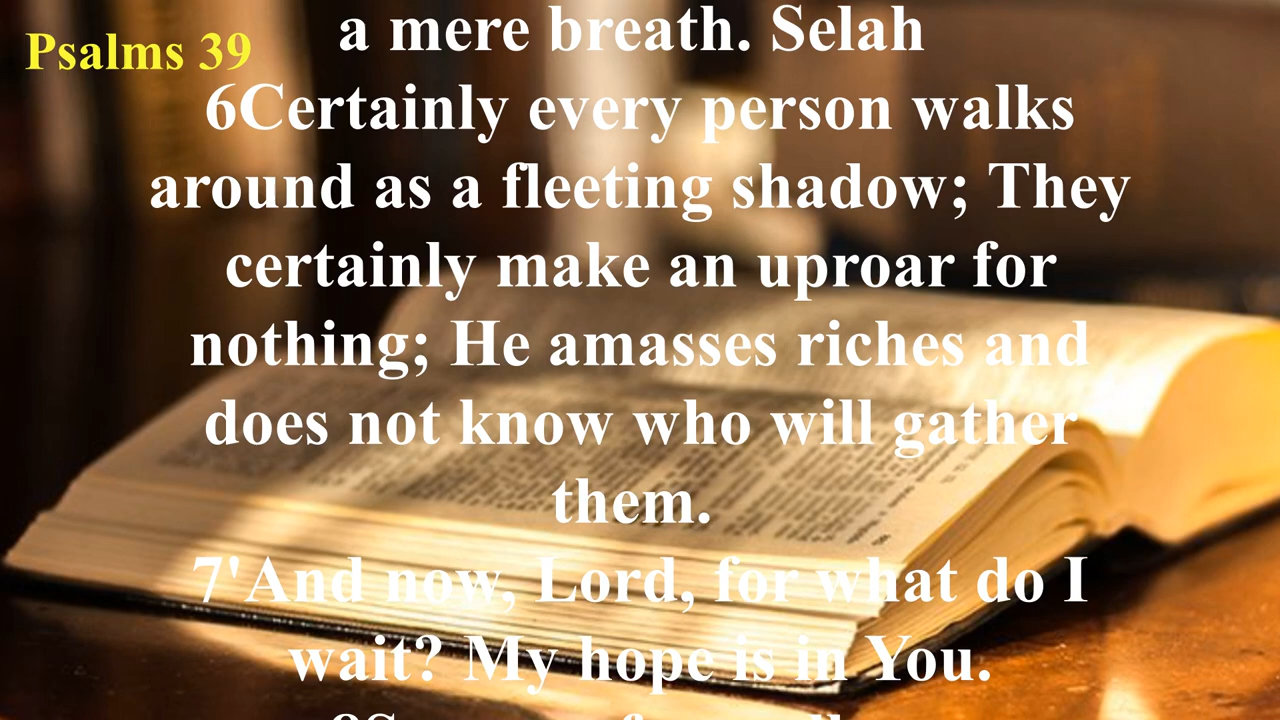 Psalms 39
a mere breath. Selah
6Certainly every person walks
around as a fleeting shadow; They
certainly make an uproar for
nothing; He amasses riches and
does not know who will gather
them.
7'And now, Lord, for what do I
wait? My hope is in You.